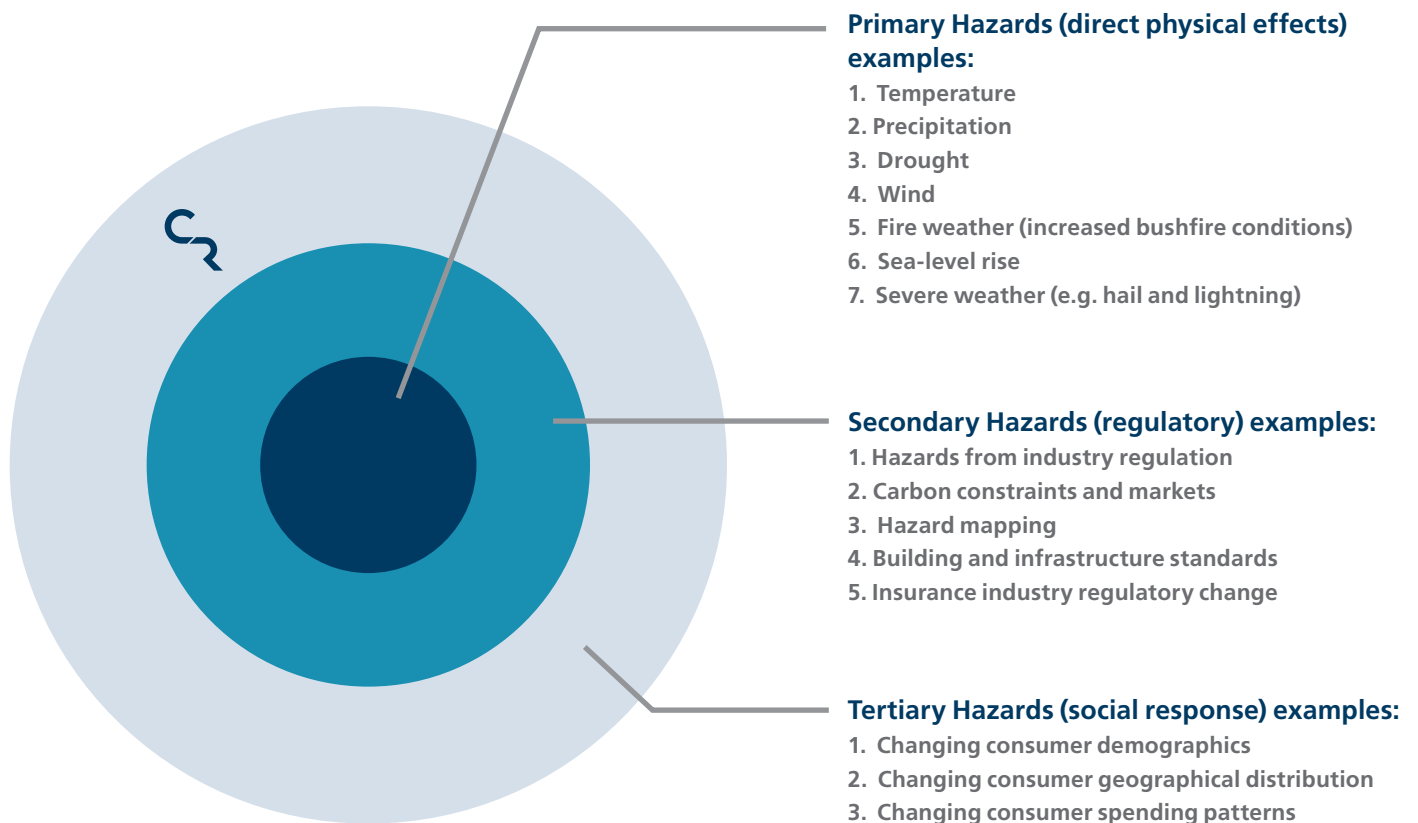 Primary Hazards (direct physical effects)
examples:
1. Temperature
2. Precipitation
3. Drought
4. Wind
5. Fire weather (increased bushfire conditions)
6. Sea-level rise
7. Severe weather (e.g. hail and lightning)
CR
Secondary Hazards (regulatory) examples:
1. Hazards from industry regulation
2. Carbon constraints and markets
3. Hazard mapping
4. Building and infrastructure standards
5. Insurance industry regulatory change
Tertiary Hazards (social response) examples:
1. Changing consumer demographics
2. Changing consumer geographical distribution
3. Changing consumer spending patterns